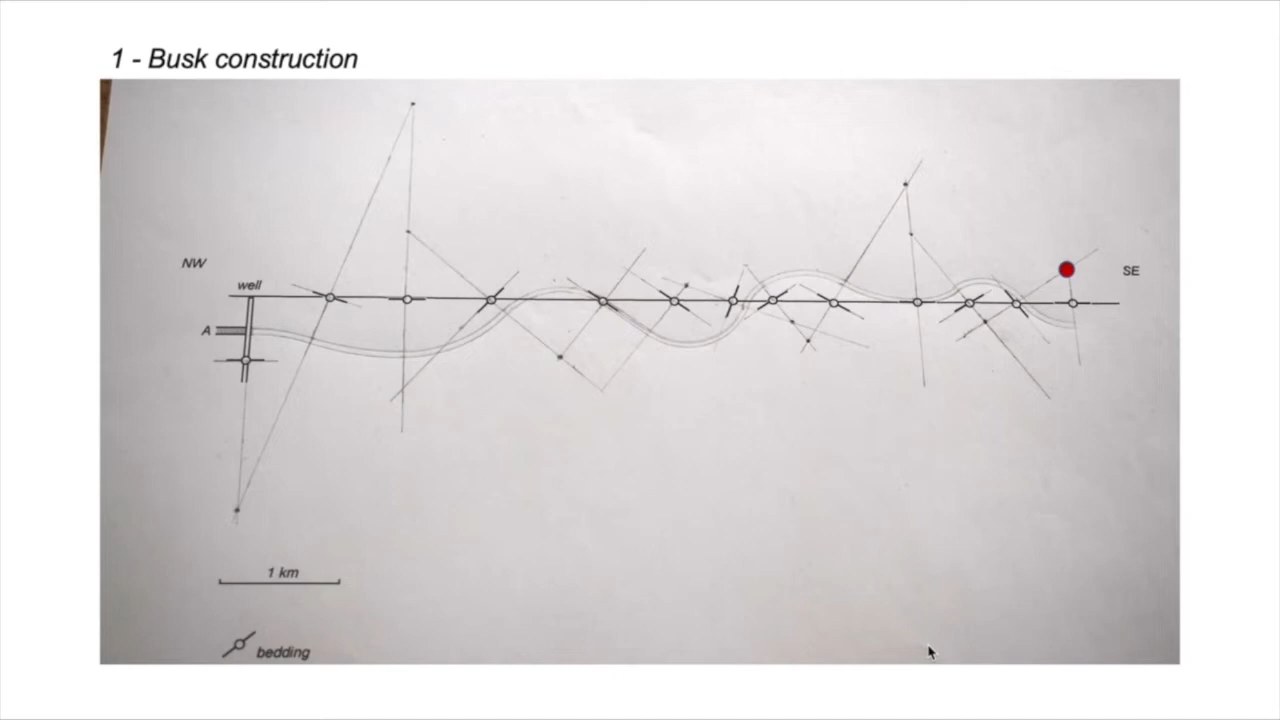 1 - Busk construction
NW
well
SE
A
1 km
bedding